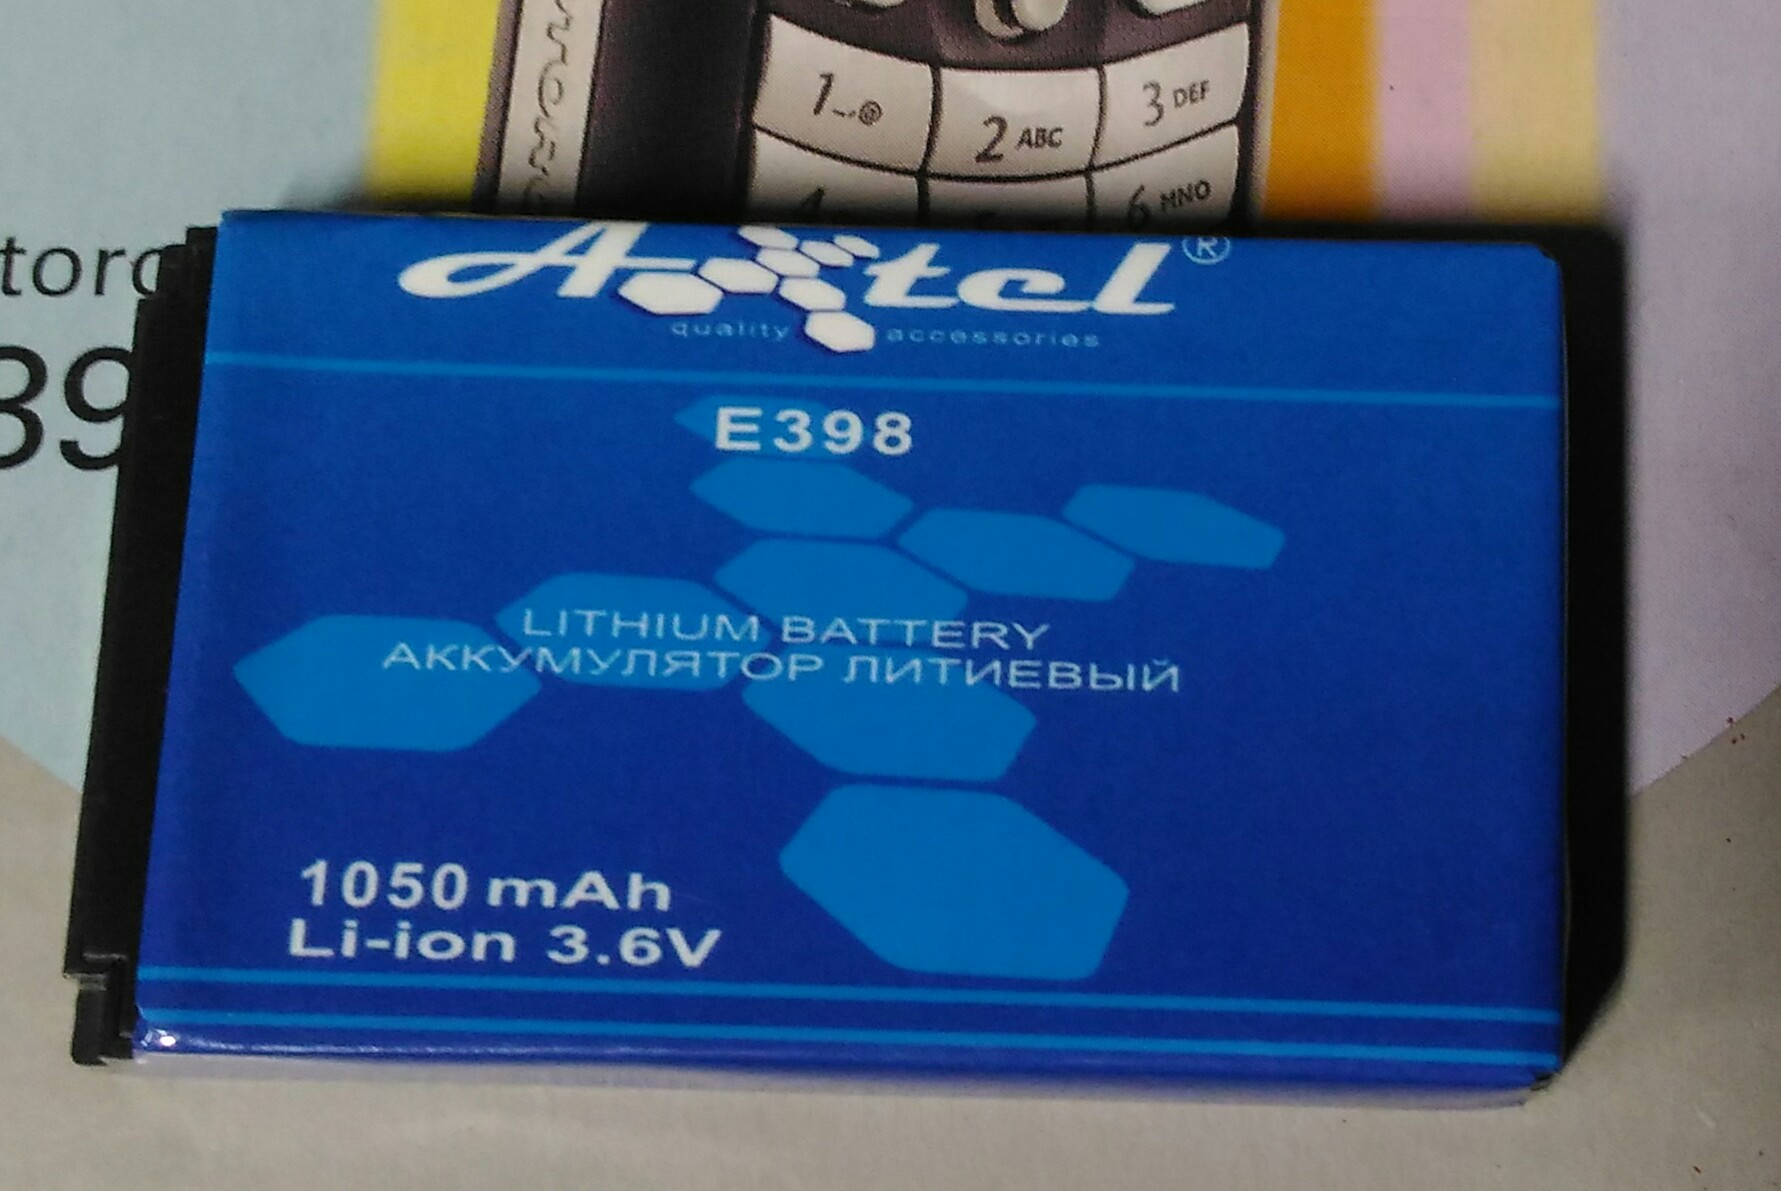 1 @
2 ABC
3 DEF
6 MNO
Axtel®
quality accessories
E398
LITHIUM BATTERY
АККУМУЛЯТОР ЛИТИЕВЫЙ
1050 mAh
Li-ion 3.6V